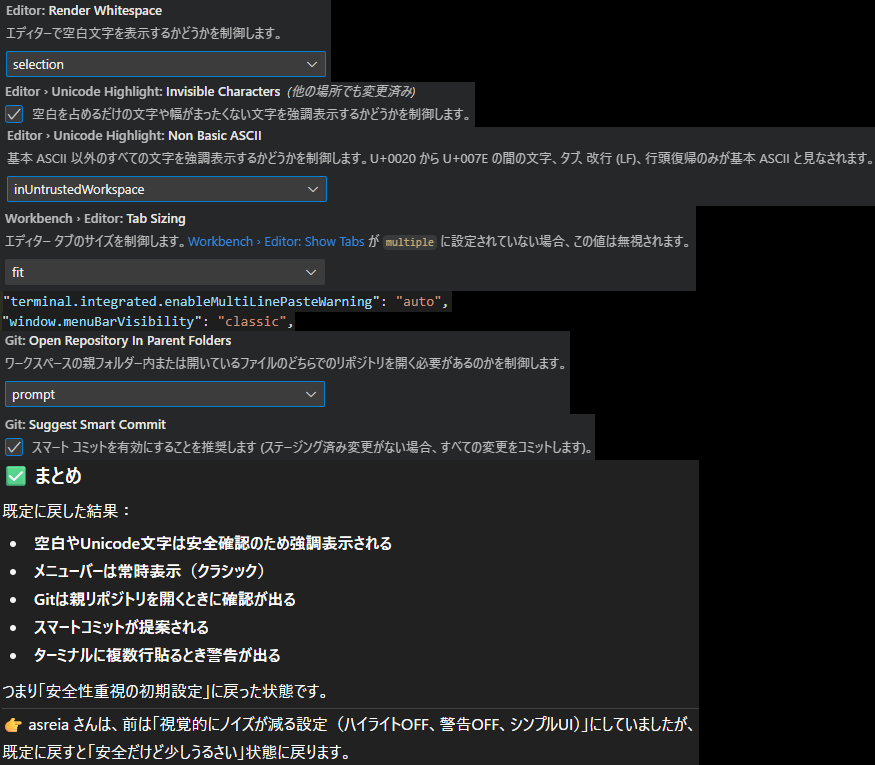 Editor: Render Whitespace
エディターで空白文字を表示するかどうかを制御します。
selection
Editor › Unicode Highlight: Invisible Characters (他の場所でも変更済み)
空白を占めるだけの文字や幅がまったくない文字を強調表示するかどうかを制御します。
Editor › Unicode Highlight: Non Basic ASCII
基本 ASCII 以外のすべての文字を強調表示するかどうかを制御します。U+0020 から U+007E の間の文字、タブ、改行 (LF)、行頭復帰のみが基本 ASCII と見なされます。
inUntrustedWorkspace
Workbench › Editor: Tab Sizing
エディター タブのサイズを制御します。Workbench › Editor: Show Tabs が multiple に設定されていない場合、この値は無視されます。
fit
"terminal.integrated.enableMultiLinePasteWarning": "auto",
"window.menuBarVisibility": "classic",
Git: Open Repository In Parent Folders
ワークスペースの親フォルダー内または開いているファイルのどちらでのリポジトリを開く必要があるのかを制御します。
prompt
Git: Suggest Smart Commit
スマート コミットを有効にすることを推奨します (ステージング済み変更がない場合、すべての変更をコミットします)。
✅ まとめ
既定に戻した結果：
• 空白やUnicode文字は安全確認のため強調表示される
• メニューバーは常時表示（クラシック）
• Gitは親リポジトリを開くときに確認が出る
• スマートコミットが提案される
• ターミナルに複数行貼るとき警告が出る
つまり「安全性重視の初期設定」に戻った状態です。
👉 asreia さんは、前は「視覚的にノイズが減る設定（ハイライトOFF、警告OFF、シンプルUI）」にしていましたが、
既定に戻すと「安全だけど少しうるさい」状態に戻ります。